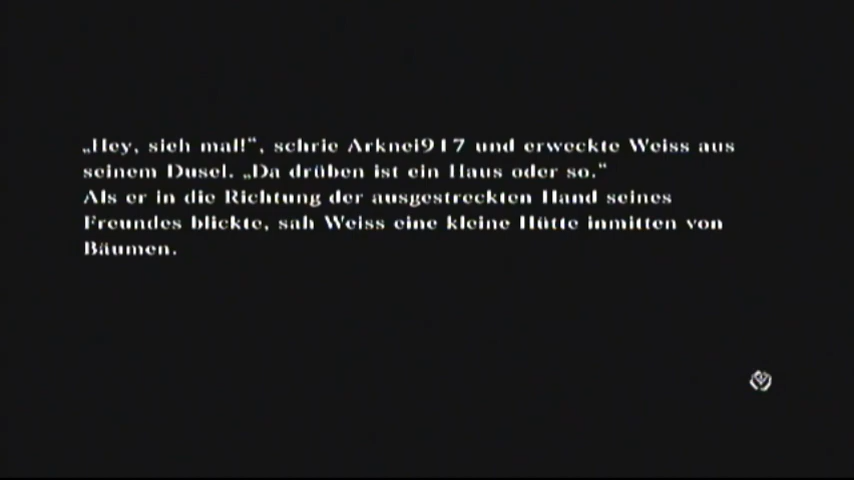 „Hey, sieh mal!“, schrie Arknei917 und erweckte Weiss aus
seinem Dusel. „Da drüben ist ein Haus oder so.“
Als er in die Richtung der ausgestreckten Hand seines
Freundes blickte, sah Weiss eine kleine Hütte inmitten von
Bäumen.